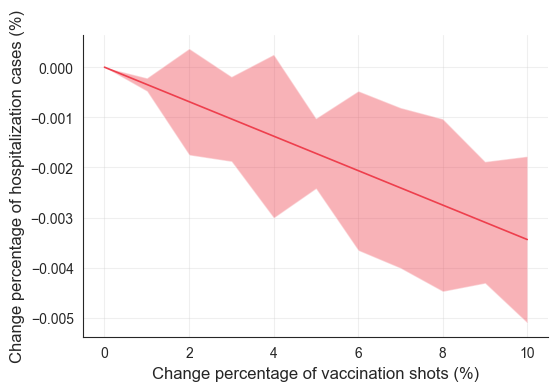 Change percentage of hospitalization cases (%)
0.000
−0.001
−0.002
−0.003
−0.004
−0.005
0 2 4 6 8 10
Change percentage of vaccination shots (%)